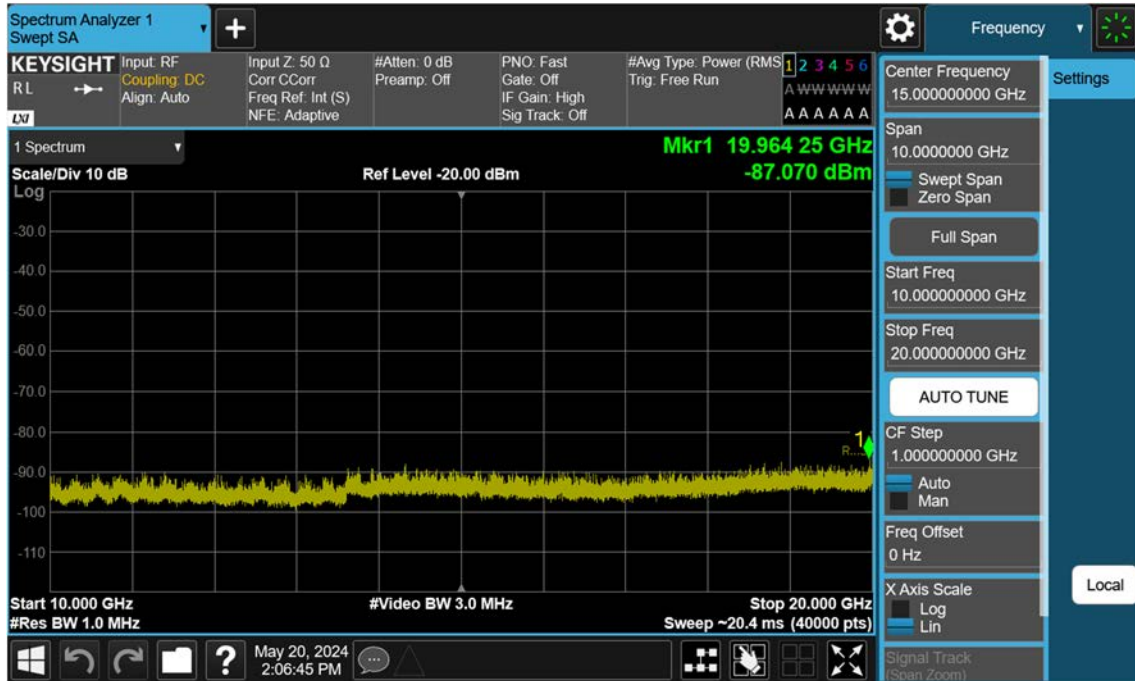 Spectrum Analyzer 1
Swept SA
Frequency
KEYSIGHT
R L
LXI
Input: RF
Coupling: DC
Align: Auto
Input Z: 50 Ω
Corr CCorr
Freq Ref: Int (S)
NFE: Adaptive
#Atten: 0 dB
Preamp: Off
PNO: Fast
Gate: Off
IF Gain: High
Sig Track: Off
#Avg Type: Power (RMS
Trig: Free Run
1 2 3 4 5 6
A W W W W W
A A A A A A
1 Spectrum
Mkr1 19.964 25 GHz
Scale/Div 10 dB
Ref Level -20.00 dBm
-87.070 dBm
Log
-30.0
-40.0
-50.0
-60.0
-70.0
-80.0
-90.0
-100
-110
1
Start 10.000 GHz
#Video BW 3.0 MHz
Stop 20.000 GHz
#Res BW 1.0 MHz
Sweep ~20.4 ms (40000 pts)
Center Frequency
15.000000000 GHz
Settings
Span
10.0000000 GHz
Swept Span
Zero Span
Full Span
Start Freq
10.000000000 GHz
Stop Freq
20.000000000 GHz
AUTO TUNE
CF Step
1.000000000 GHz
Auto
Man
Freq Offset
0 Hz
X Axis Scale
Log
Lin
Local
Signal Track
(Span Zoom)
?
May 20, 2024
2:06:45 PM